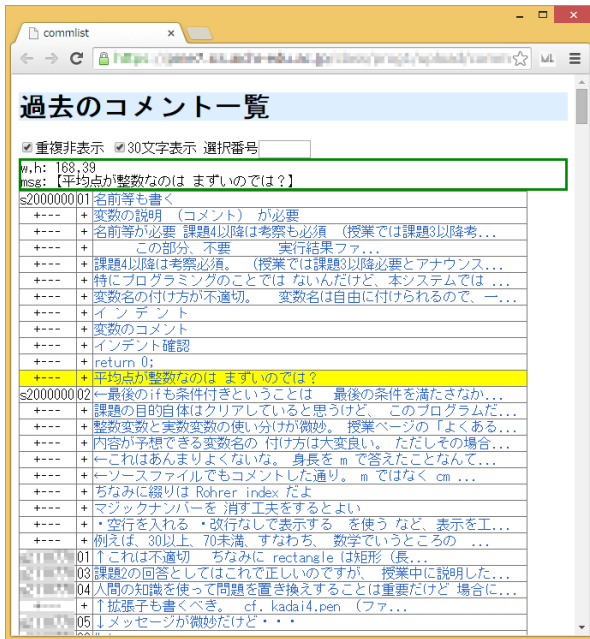 commlist
ML
過去のコメント一覧
重複非表示 30文字表示 選択番号
w,h: 168,39
msg: 【平均点が整数なのは まずいのでは？】
s2000000 01 名前等も書く
+--- + 変数の説明 （コメント） が必要
+--- + 名前等が必要 課題4以降は考察も必須 （授業では課題3以降考...
+--- + この部分、不要 実行結果ファ...
+--- + 課題4以降は考察必須。 （授業では課題3以降必要とアナウンス...
+--- + 特にプログラミングのことでは ないんだけど、本システムでは ...
+--- + 変数名の付け方が不適切。 変数名は自由に付けられるので、一...
+--- + イ ン デ ン ト
+--- + 変数のコメント
+--- + インデント確認
+--- + return 0;
+--- + 平均点が整数なのは まずいのでは？
s2000000 02 ←最後のifも条件付きということは 最後の条件を満たさなか...
+--- + 課題の目的自体はクリアしていると思うけど、 このプログラムだ...
+--- + 整数変数と実数変数の使い分けが微妙。 授業ページの「よくある...
+--- + 内容が予想できる変数名の 付け方は大変良い。 ただしその場合...
+--- + ←これはあんまりよくないな。 身長を m で答えたことなんて...
+--- + ←ソースファイルでもコメントした通り。 m ではなく cm ...
+--- + ちなみに綴りは Rohrer index だよ
+--- + マジックナンバーを 消す工夫をするとよい
+--- + ・空行を入れる ・改行なしで表示する を使う など、表示を工...
+--- + 例えば、30以上、70未満、すなわち、 数学でいうところの ...
01 ↑これは不適切 ちなみに rectangle は矩形（長...
03 課題2の回答としてはこれで正しいのですが、 授業中に説明した...
04 人間の知識を使って問題を置き換えすることは重要だけど 場合に...
+ ↑拡張子も書くべき。 cf. kadai4.pen （ファ...
05 ↓メッセージが微妙だけど・・・